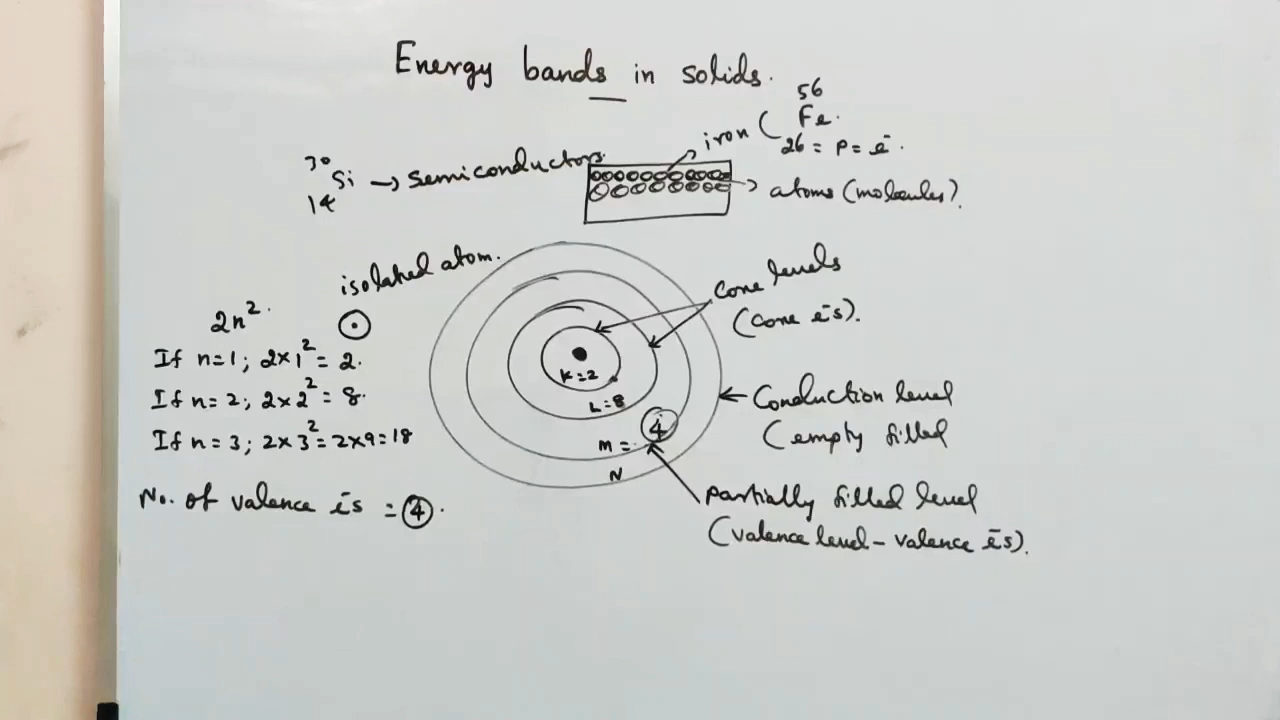 Energy bands in solids.
56
iron ( Fe.
26 = P = e⁻.
30
Si → semiconductors
14
→ atoms (molecules).
isolated atom.
core levels
(core e⁻s).
2n².
If n=1; 2×1² = 2.
K=2
If n=2; 2×2² = 8.
L=8
Conduction level
(empty filled
If n=3; 2×3² = 2×9=18
M = 4
N
No. of valence e⁻s = 4.
partially filled level
(valence level - valence e⁻s).